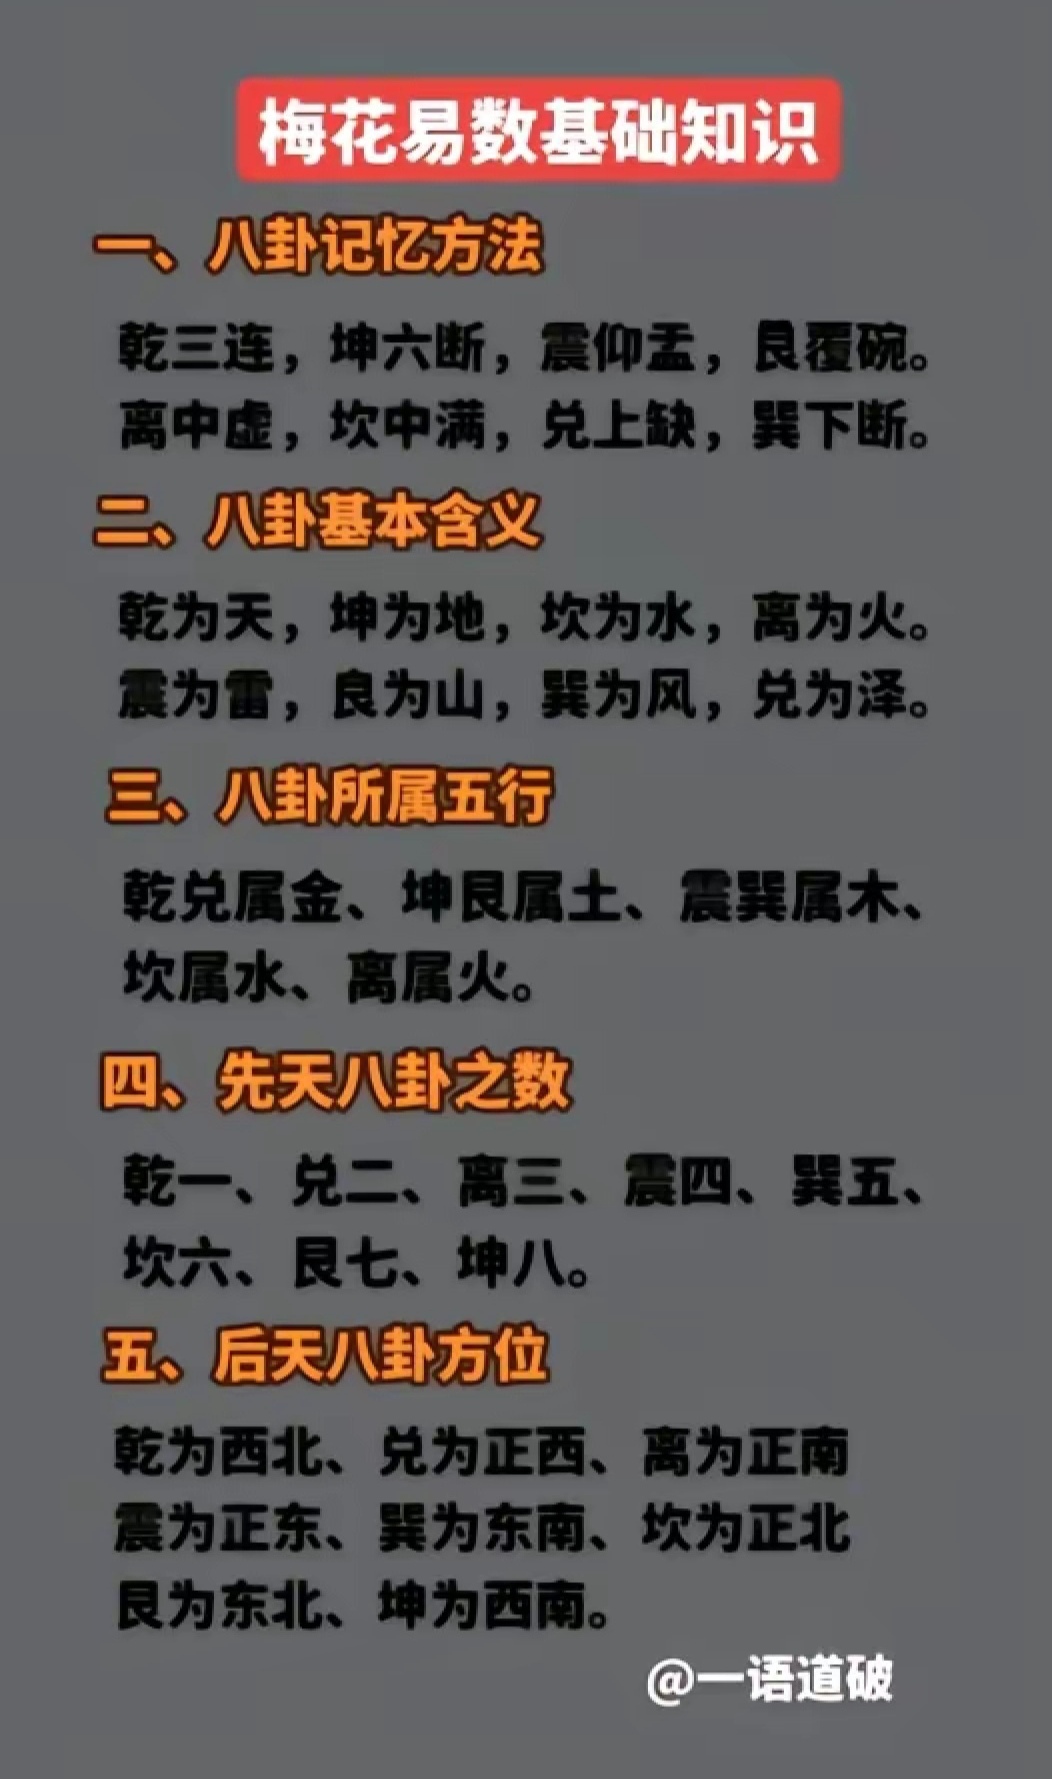 梅花易数基础知识
一、八卦记忆方法
乾三连，坤六断，震仰盂，艮覆碗。
离中虚，坎中满，兑上缺，巽下断。
二、八卦基本含义
乾为天，坤为地，坎为水，离为火。
震为雷，良为山，巽为风，兑为泽。
三、八卦所属五行
乾兑属金、坤艮属土、震巽属木、
坎属水、离属火。
四、先天八卦之数
乾一、兑二、离三、震四、巽五、
坎六、艮七、坤八。
五、后天八卦方位
乾为西北、兑为正西、离为正南
震为正东、巽为东南、坎为正北
艮为东北、坤为西南。
@一语道破